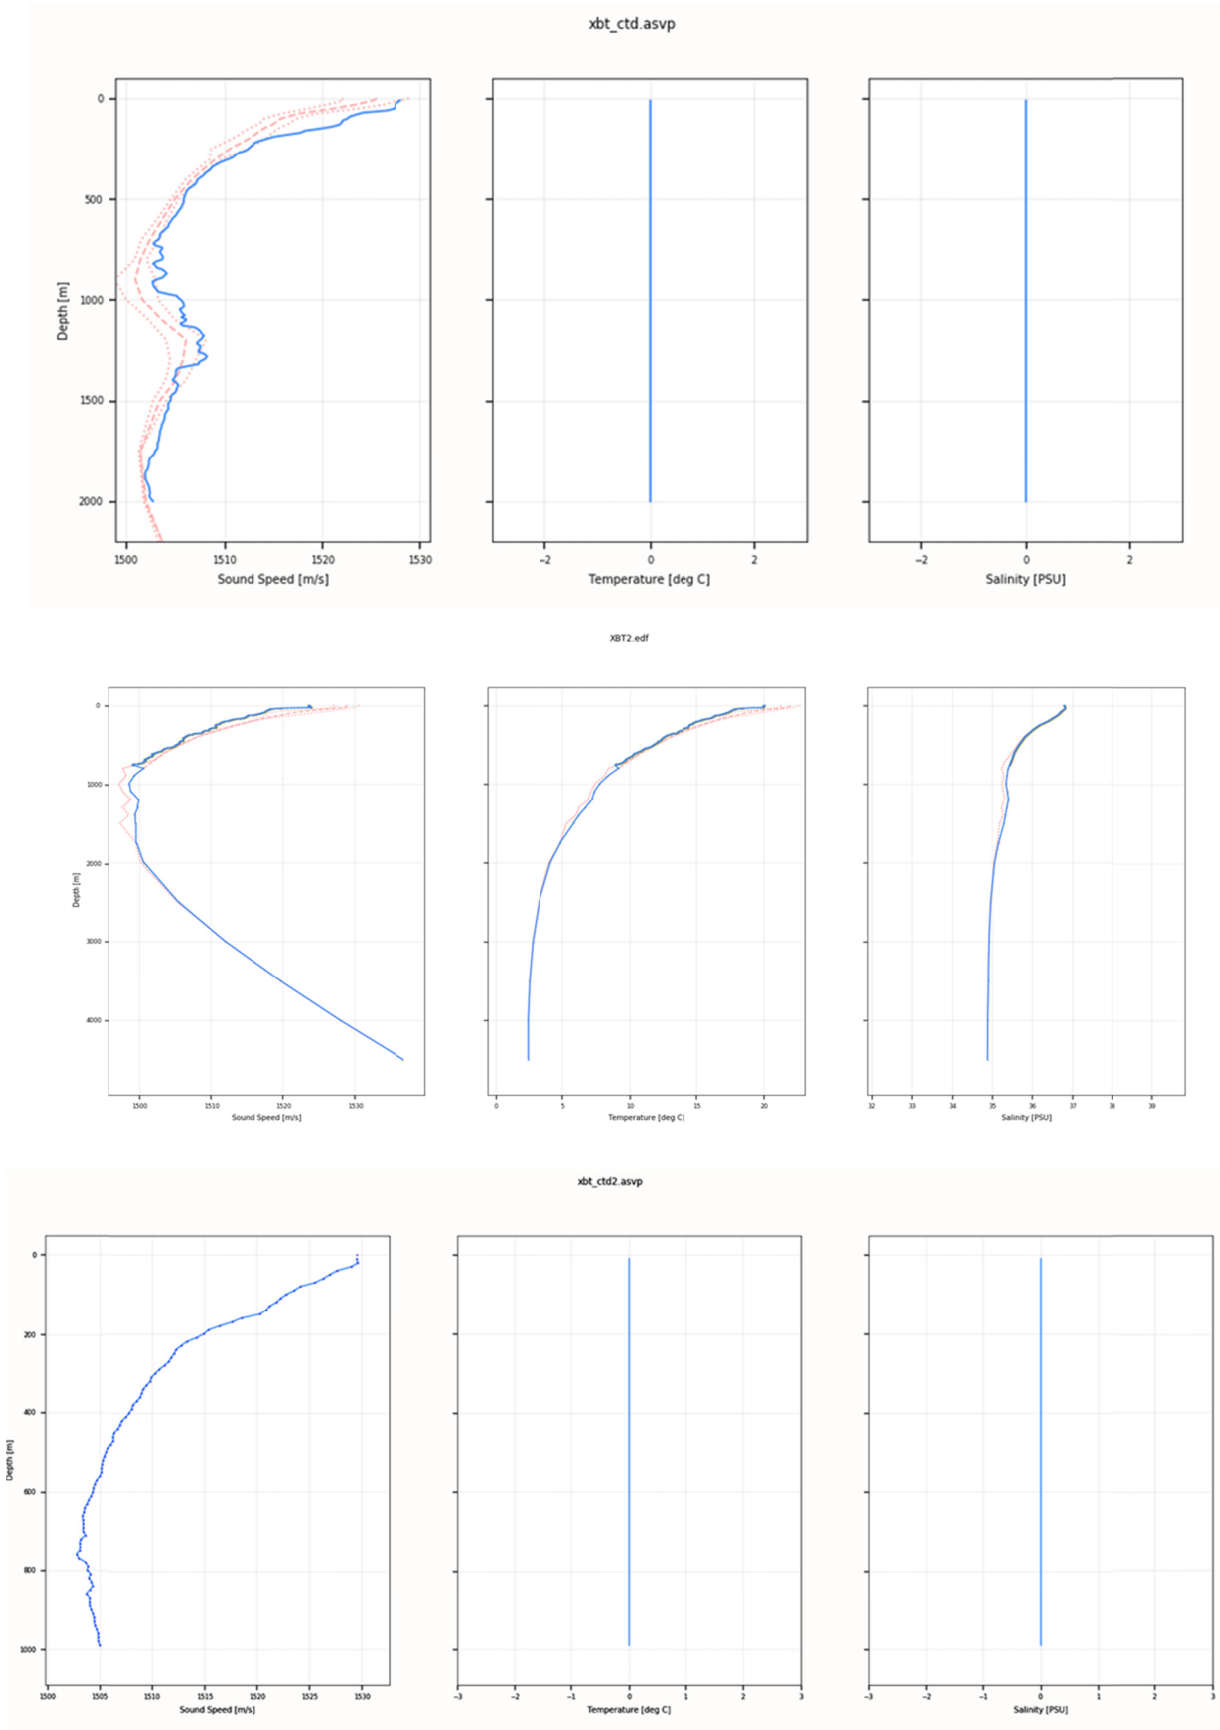 xbt_ctd.asvp
0
500
1000
1500
2000
Depth [m]
1500 1510 1520 1530
Sound Speed [m/s]
−2 0 2
Temperature [deg C]
−2 0 2
Salinity [PSU]
XBT2.edf
0
1000
2000
3000
4000
Depth [m]
1500 1510 1520 1530
Sound Speed [m/s]
0 5 10 15 20
Temperature [deg C]
32 33 34 35 36 37 38 39
Salinity [PSU]
xbt_ctd2.asvp
0
200
400
600
800
1000
Depth [m]
1500 1505 1510 1515 1520 1525 1530
Sound Speed [m/s]
−3 −2 −1 0 1 2 3
Temperature [deg C]
−3 −2 −1 0 1 2 3
Salinity [PSU]